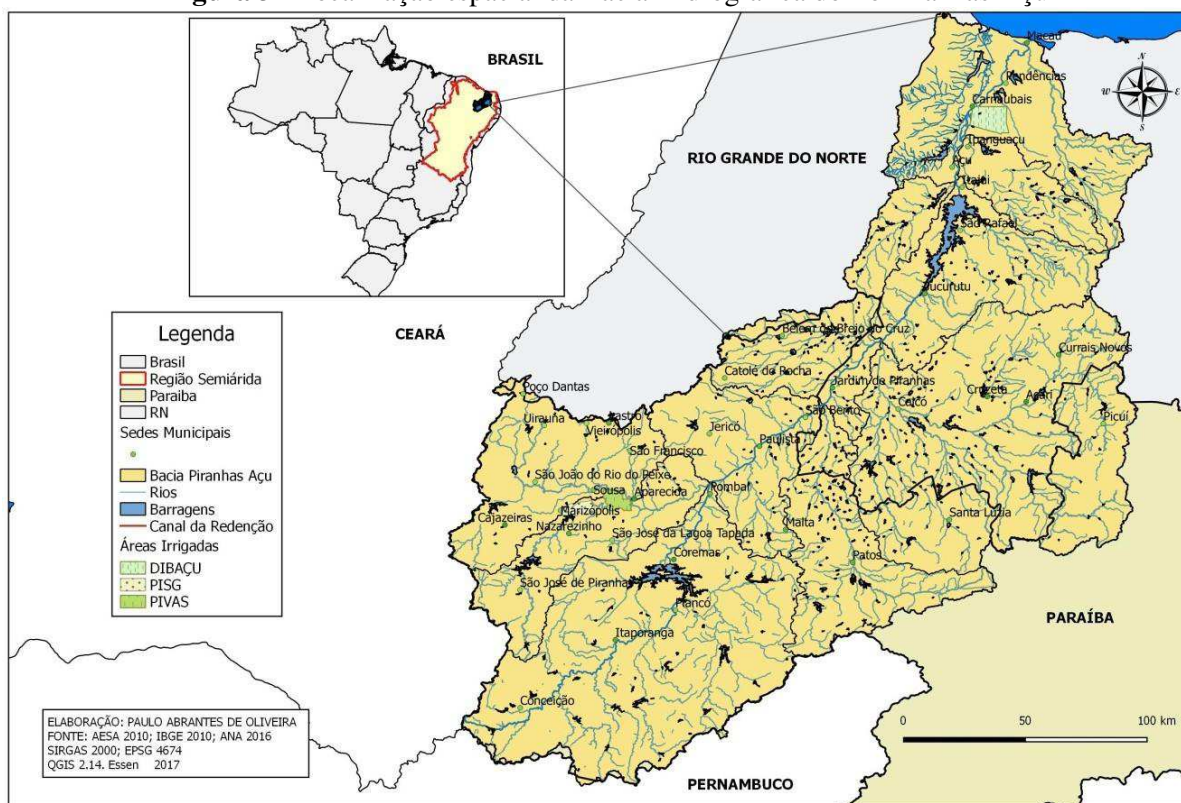 BRASIL
N
W
E
S
RIO GRANDE DO NORTE
CEARÁ
PARAÍBA
PERNAMBUCO
Macau
Pendências
Carnaubais
Ipanguaçu
Açu
Itajaí
São Rafael
Jucurutu
Belém do Brejo do Cruz
Currais Novos
Catolé do Rocha
Jardim de Piranhas
Cruzeta
Acari
Caicó
Picuí
Poço Dantas
São Bento
Uirauna
Lastro
Vieirópolis
Jericó
Paulista
São Francisco
São João do Rio do Peixe
Sousa
Aparecida
Pombal
Marizópolis
Santa Luzia
Cajazeiras
Nazarezinho
São José da Lagoa Tapada
Malta
Coremas
Patos
São José de Piranhas
Piancó
Itaporanga
Conceição
Legenda
Brasil
Região Semiárida
Paraiba
RN
Sedes Municipais
Bacia Piranhas Açu
Rios
Barragens
Canal da Redenção
Áreas Irrigadas
DIBAÇU
PISG
PIVAS
ELABORAÇÃO: PAULO ABRANTES DE OLIVEIRA
FONTE: AESA 2010; IBGE 2010; ANA 2016
SIRGAS 2000; EPSG 4674
QGIS 2.14. Essen 2017
0 50 100 km